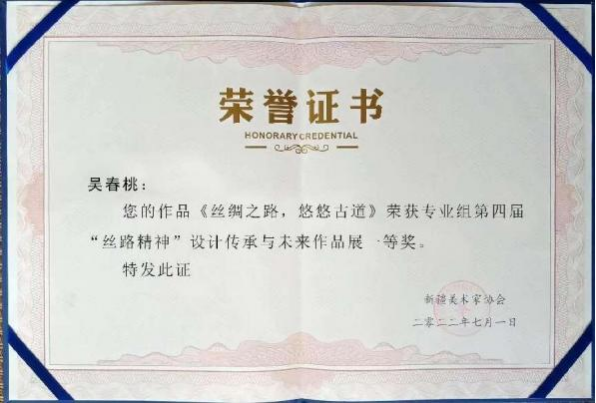 荣誉证书
HONORARY CREDENTIAL
吴春桃：
您的作品《丝绸之路，悠悠古道》荣获专业组第四届
“丝路精神”设计传承与未来作品展一等奖。
特发此证
新疆美术家协会
二零二二年七月一日